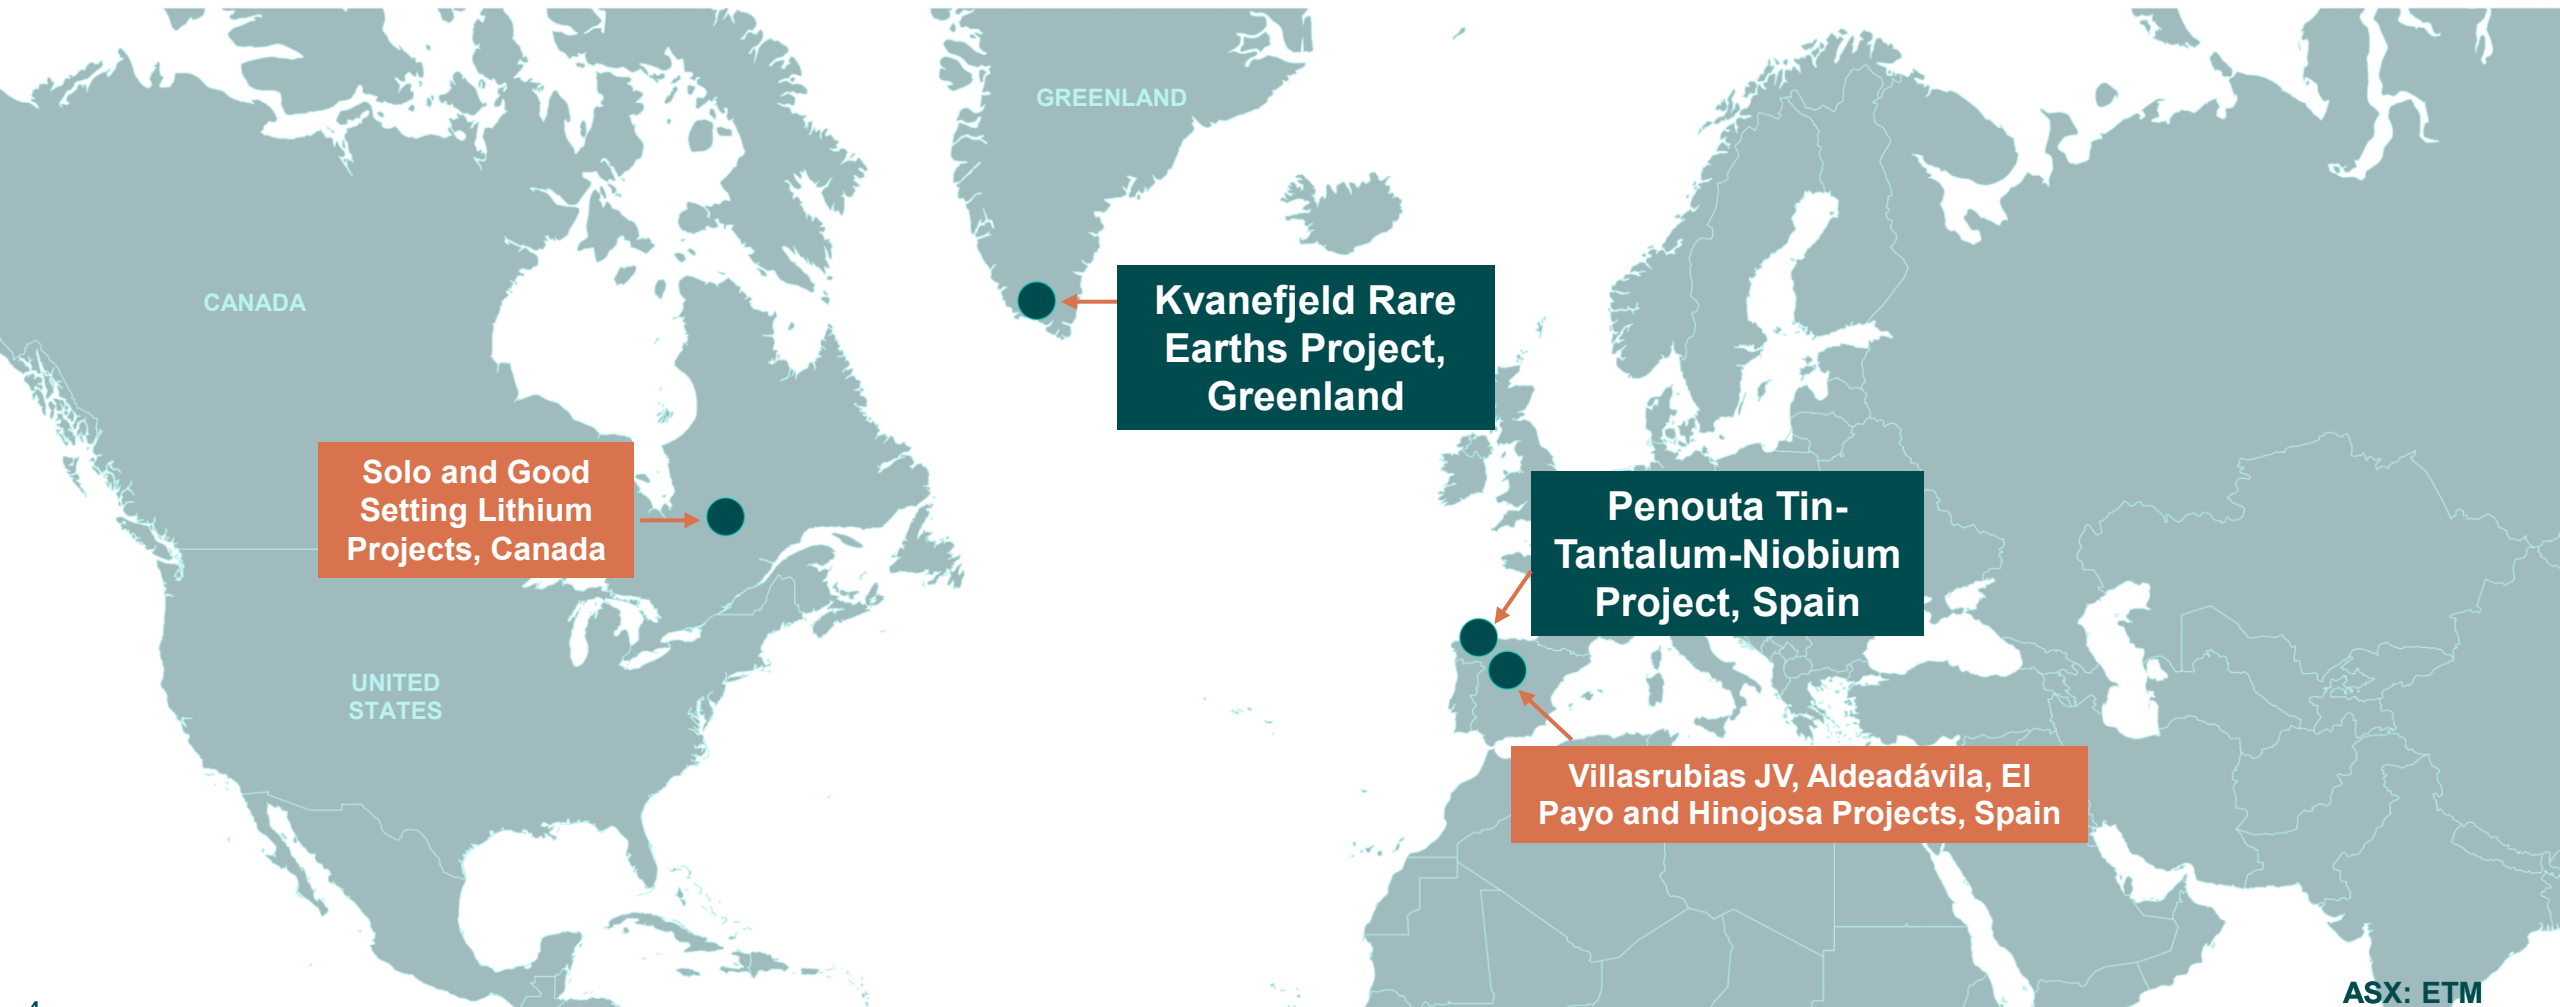 GREENLAND
CANADA
Kvanefjeld Rare
Earths Project,
Greenland
Solo and Good
Setting Lithium
Projects, Canada
Penouta Tin-
Tantalum-Niobium
Project, Spain
UNITED
STATES
Villasrubias JV, Aldeadávila, El
Payo and Hinojosa Projects, Spain
4
ASX: ETM